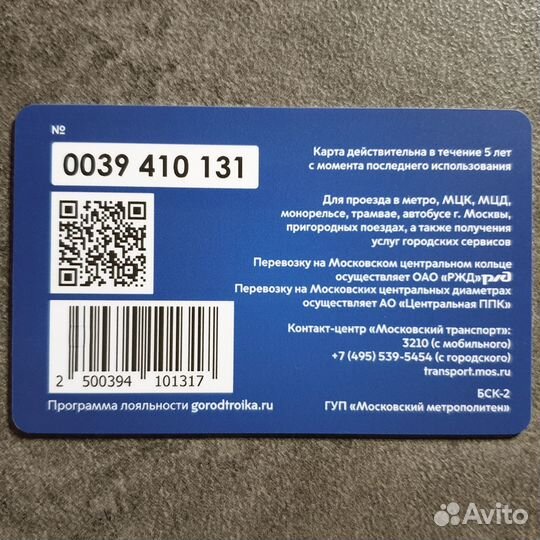 №
0039 410 131
Карта действительна в течение 5 лет
с момента последнего использования
Для проезда в метро, МЦК, МЦД,
монорельсе, трамвае, автобусе г. Москвы,
пригородных поездах, а также получения
услуг городских сервисов
Перевозку на Московском центральном кольце
осуществляет ОАО «РЖД»
Перевозку на Московских центральных диаметрах
осуществляет АО «Центральная ППК»
Контакт-центр «Московский транспорт»:
3210 (с мобильного)
+7 (495) 539-5454 (с городского)
transport.mos.ru
2 500394 101317
Программа лояльности gorodtroika.ru
БСК-2
ГУП «Московский метрополитен»
Avito